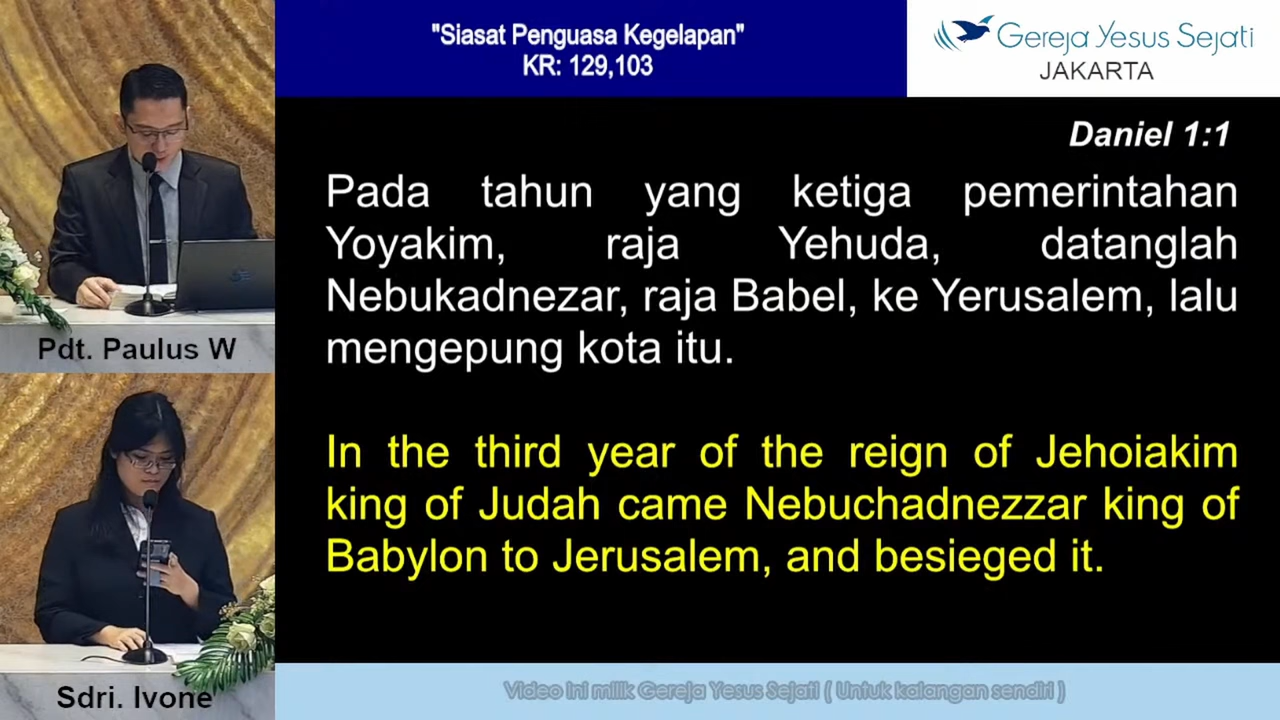 "Siasat Penguasa Kegelapan"
KR: 129,103
Gereja Yesus Sejati
JAKARTA
Daniel 1:1
Pada tahun yang ketiga pemerintahan
Yoyakim, raja Yehuda, datanglah
Nebukadnezar, raja Babel, ke Yerusalem, lalu
mengepung kota itu.
In the third year of the reign of Jehoiakim
king of Judah came Nebuchadnezzar king of
Babylon to Jerusalem, and besieged it.
Pdt. Paulus W
Sdri. Ivone
Video ini milik Gereja Yesus Sejati ( Untuk kalangan sendiri )